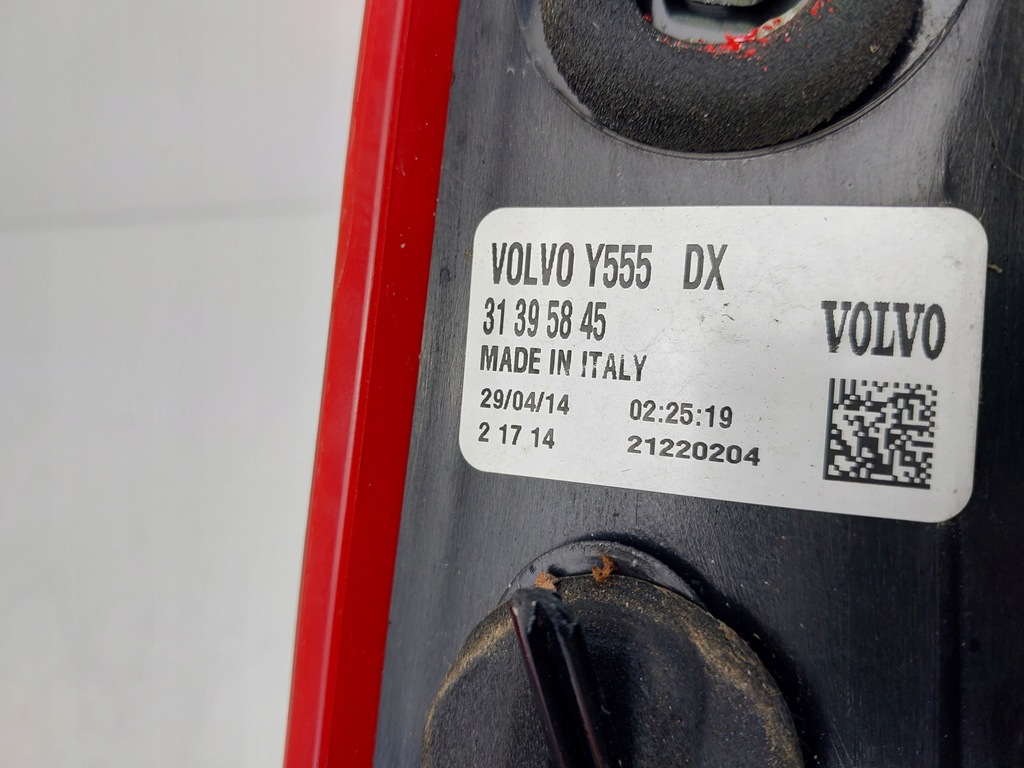 VOLVO Y555 DX
31 39 58 45
VOLVO
MADE IN ITALY
29/04/14 02:25:19
2 17 14 21220204